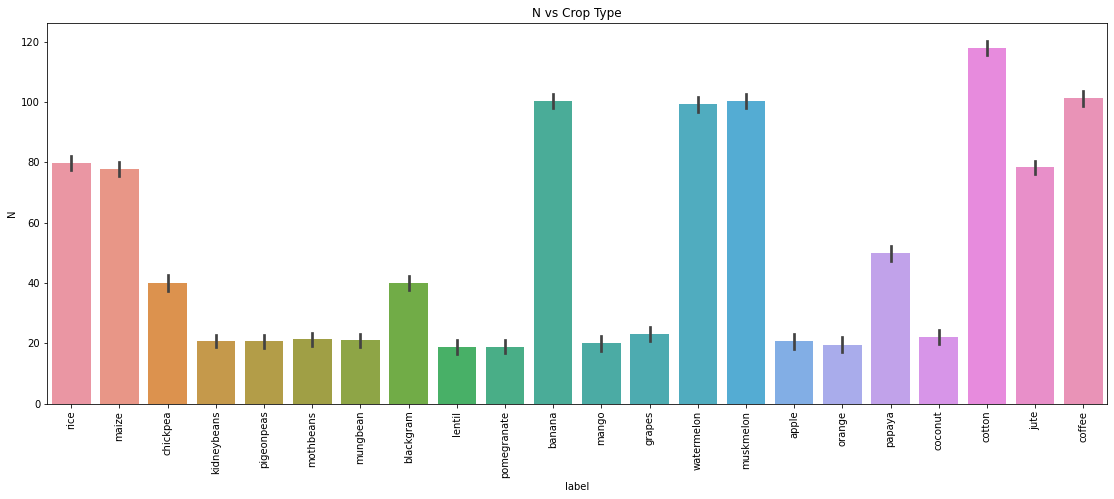 N vs Crop Type
120
100
80
60
40
20
0
N
rice
maize
chickpea
kidneybeans
pigeonpeas
mothbeans
mungbean
blackgram
lentil
pomegranate
banana
mango
grapes
watermelon
muskmelon
apple
orange
papaya
coconut
cotton
jute
coffee
label